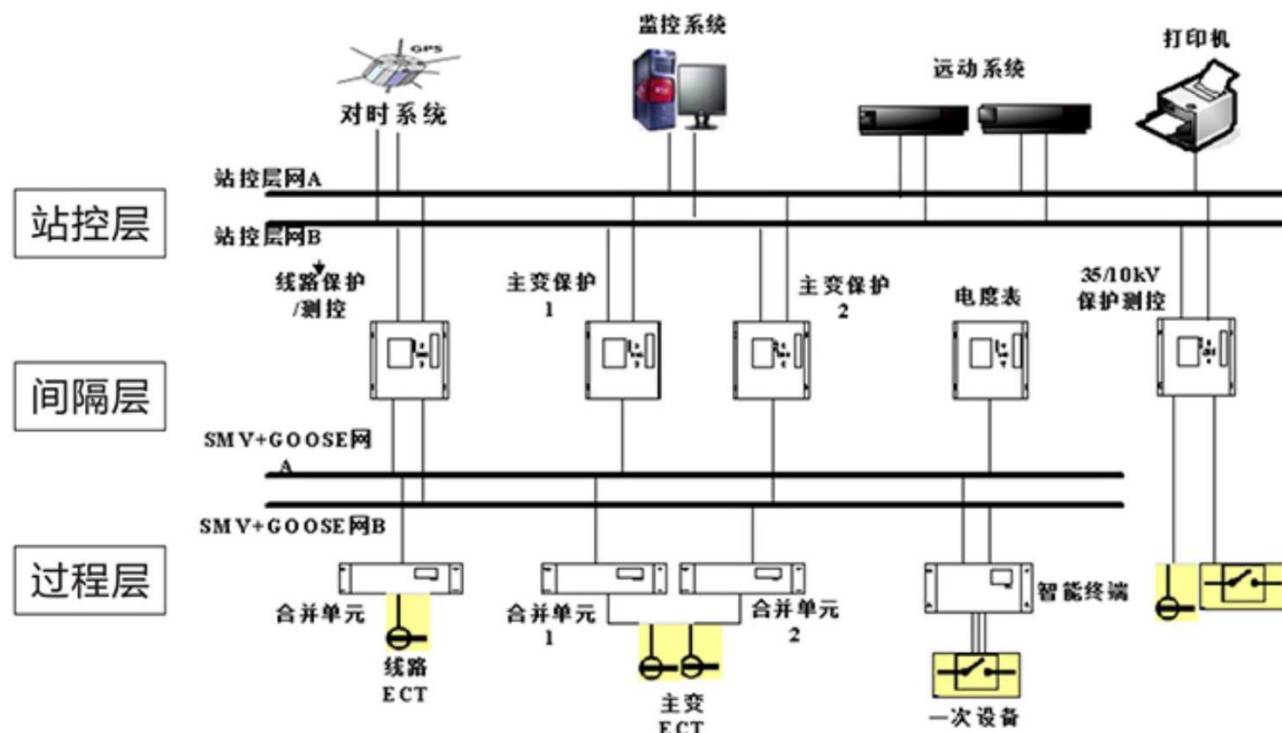 GPS
对时系统
监控系统
远动系统
打印机
站控层网A
站控层
站控层网B
线路保护
/测控
主变保护
1
主变保护
2
电度表
35/10kV
保护测控
间隔层
SMV+GOOSE网
A
SMV+GOOSE网B
过程层
合并单元
线路
ECT
合并单元
1
合并单元
2
主变
ECT
智能终端
一次设备